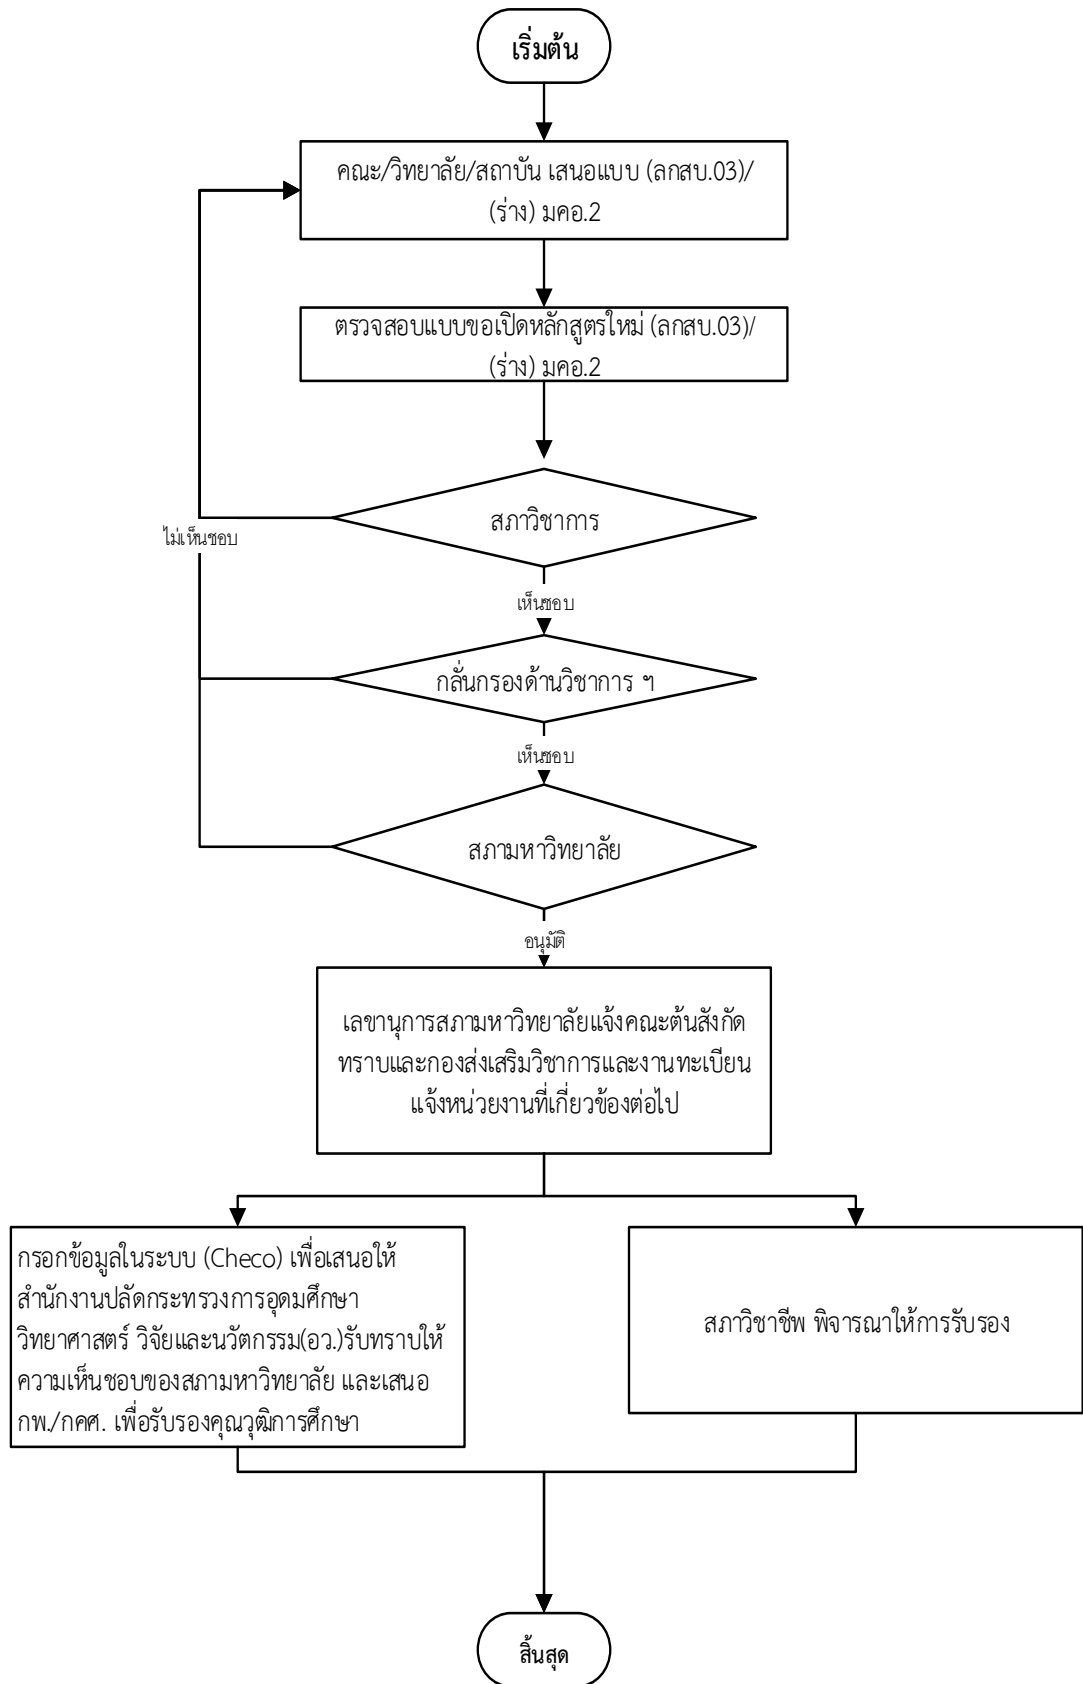 เริ่มต้น
คณะ/วิทยาลัย/สถาบัน เสนอแบบ (ลกสบ.03)/
(ร่าง) มคอ.2
ตรวจสอบแบบขอเปิดหลักสูตรใหม่ (ลกสบ.03)/
(ร่าง) มคอ.2
สภาวิชาการ
ไม่เห็นชอบ
เห็นชอบ
กลั่นกรองด้านวิชาการ ฯ
เห็นชอบ
สภามหาวิทยาลัย
อนุมัติ
เลขานุการสภามหาวิทยาลัยแจ้งคณะต้นสังกัด
ทราบและกองส่งเสริมวิชาการและงานทะเบียน
แจ้งหน่วยงานที่เกี่ยวข้องต่อไป
กรอกข้อมูลในระบบ (Checo) เพื่อเสนอให้
สำนักงานปลัดกระทรวงการอุดมศึกษา
วิทยาศาสตร์ วิจัยและนวัตกรรม(อว.)รับทราบให้
ความเห็นชอบของสภามหาวิทยาลัย และเสนอ
กพ./กคศ. เพื่อรับรองคุณวุฒิการศึกษา
สภาวิชาชีพ พิจารณาให้การรับรอง
สิ้นสุด